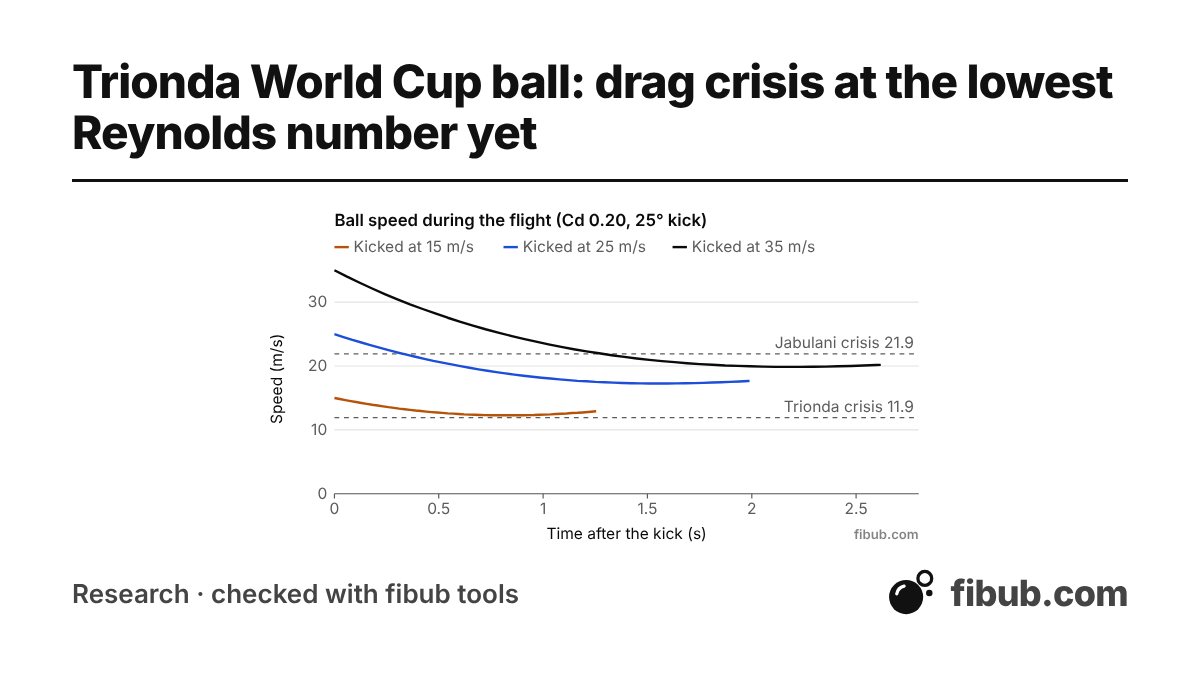 Trionda World Cup ball: drag crisis at the lowest
Reynolds number yet
Ball speed during the flight (Cd 0.20, 25° kick)
Kicked at 15 m/s Kicked at 25 m/s Kicked at 35 m/s
Speed (m/s)
30
Jabulani crisis 21.9
20
Trionda crisis 11.9
10
0
0 0.5 1 1.5 2 2.5
Time after the kick (s)
fibub.com
Research · checked with fibub tools
fibub.com